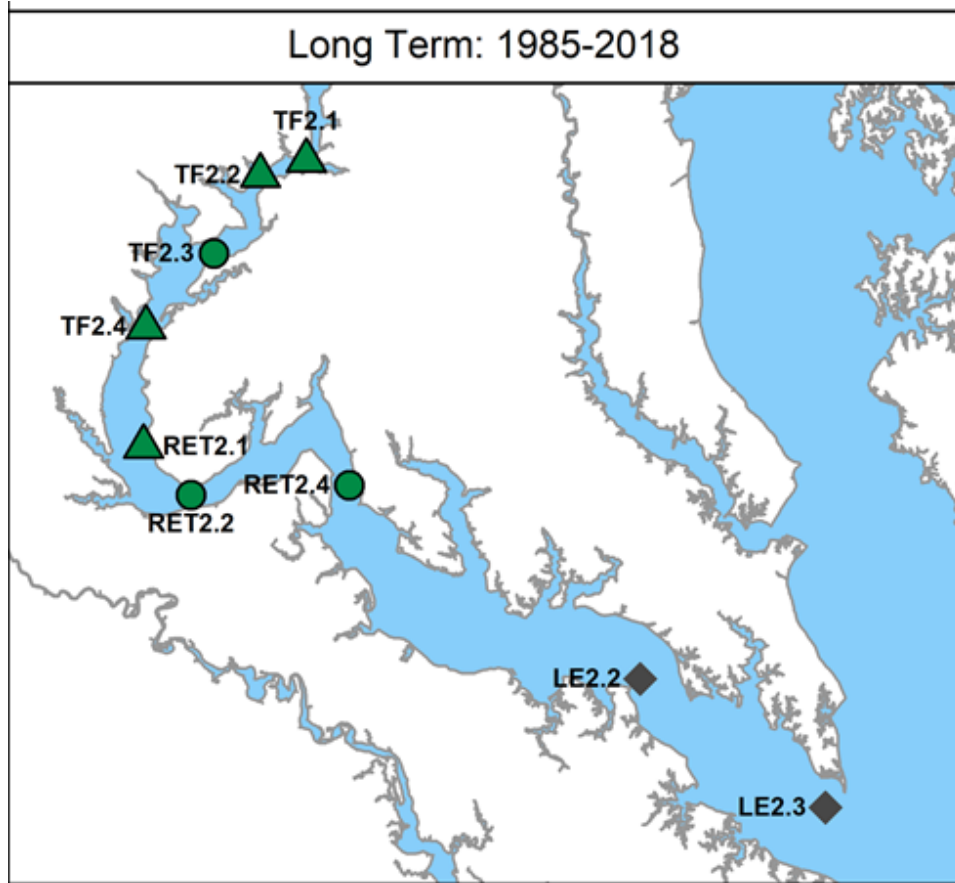 Long Term: 1985-2018
TF2.1
TF2.2
TF2.3
TF2.4
RET2.1
RET2.4
RET2.2
LE2.2
LE2.3